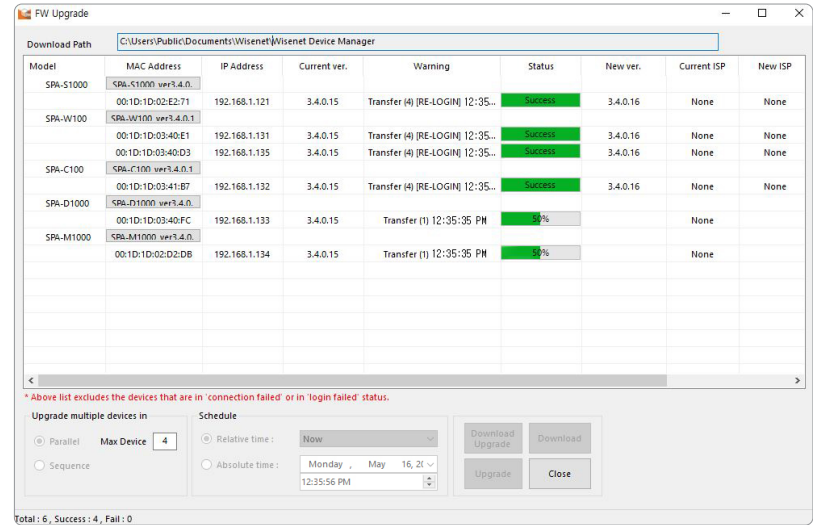 FW Upgrade
Download Path C:\Users\Public\Documents\Wisenet\Wisenet Device Manager
Model MAC Address IP Address Current ver. Warning Status New ver. Current ISP New ISP
SPA-S1000 SPA-S1000 ver3.4.0.
00:1D:1D:02:E2:71 192.168.1.121 3.4.0.15 Transfer (4) [RE-LOGIN] 12:35... Success 3.4.0.16 None None
SPA-W100 SPA-W100 ver3.4.0.1
00:1D:1D:03:40:E1 192.168.1.131 3.4.0.15 Transfer (4) [RE-LOGIN] 12:35... Success 3.4.0.16 None None
00:1D:1D:03:40:D3 192.168.1.135 3.4.0.15 Transfer (4) [RE-LOGIN] 12:35... Success 3.4.0.16 None None
SPA-C100 SPA-C100 ver3.4.0.1
00:1D:1D:03:41:B7 192.168.1.132 3.4.0.15 Transfer (4) [RE-LOGIN] 12:35... Success 3.4.0.16 None None
SPA-D1000 SPA-D1000 ver3.4.0.
00:1D:1D:03:40:FC 192.168.1.133 3.4.0.15 Transfer (1) 12:35:35 PM 50% None
SPA-M1000 SPA-M1000 ver3.4.0.
00:1D:1D:02:D2:DB 192.168.1.134 3.4.0.15 Transfer (1) 12:35:35 PM 50% None
* Above list excludes the devices that are in 'connection failed' or in 'login failed' status.
Upgrade multiple devices in Schedule
Parallel Max Device 4 Relative time : Now Download Upgrade Download
Sequence Absolute time : Monday , May 16, 20 Upgrade Close
12:35:56 PM
Total : 6 , Success : 4 , Fail : 0